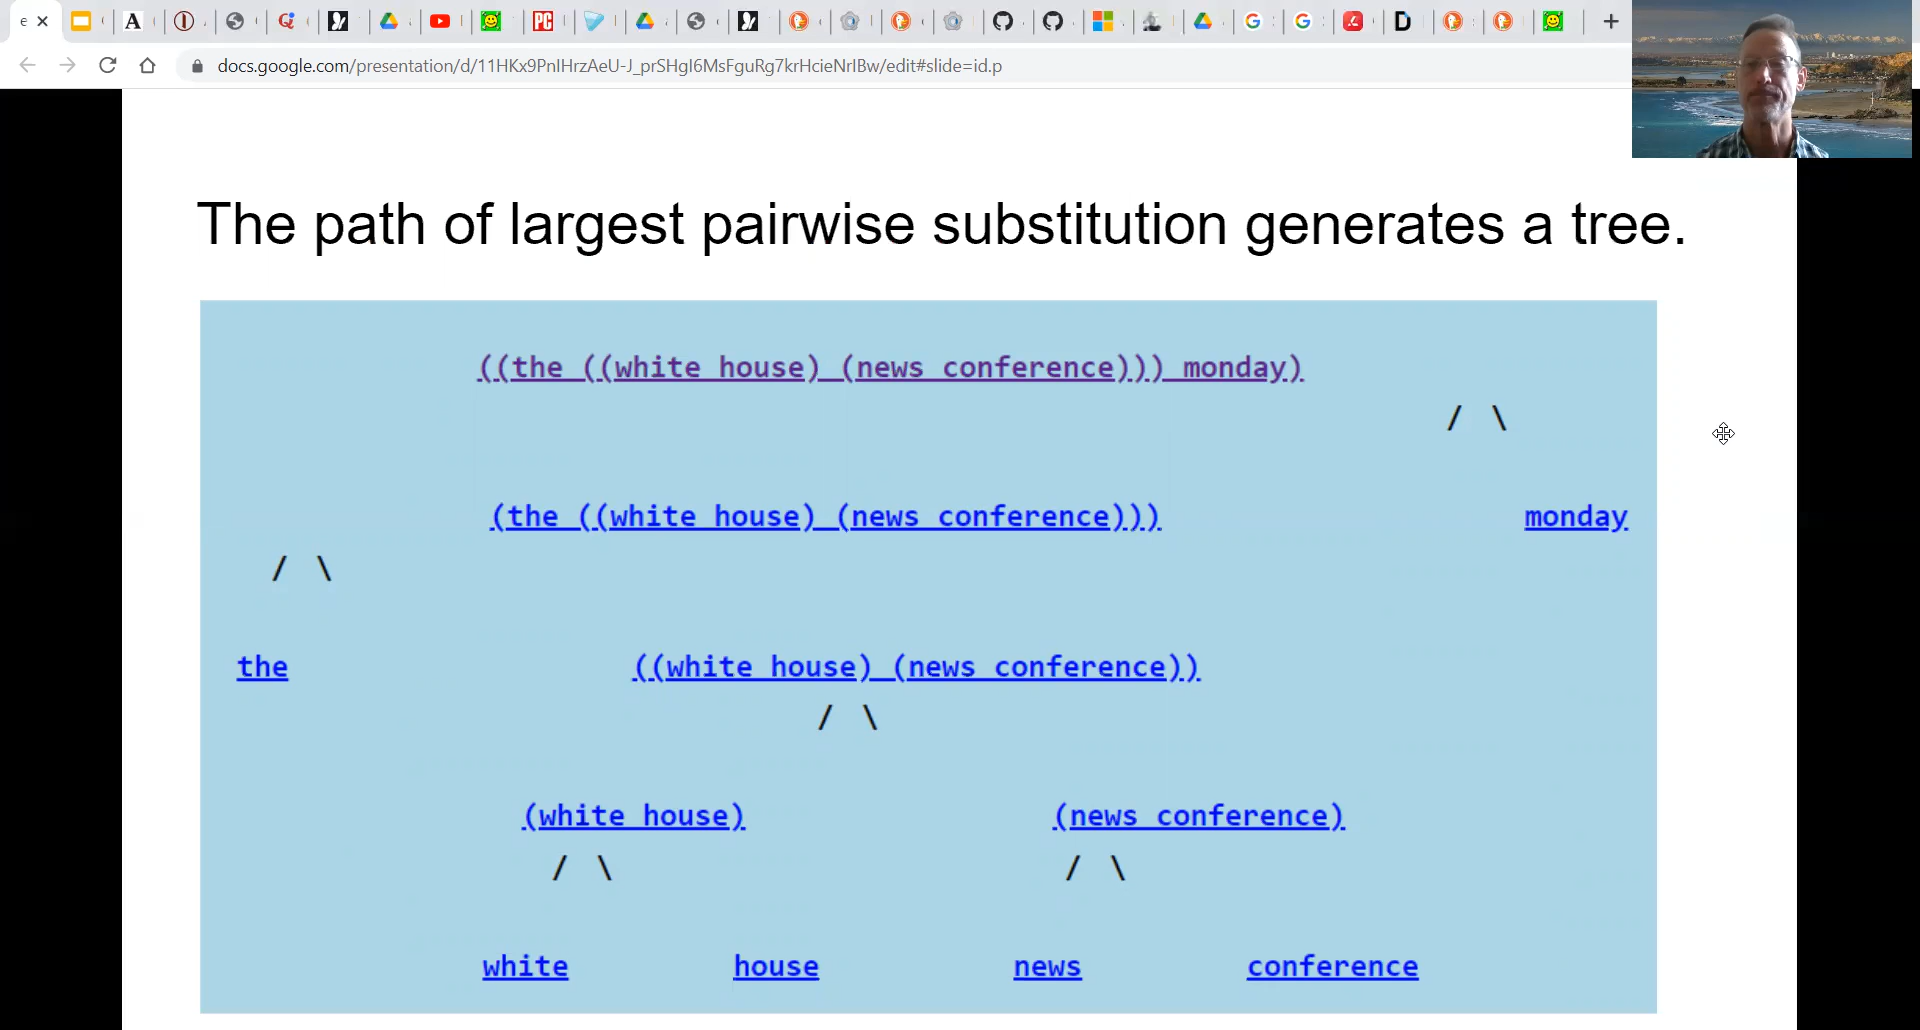 e
docs.google.com/presentation/d/11HKx9PnIHrzAeU-J_prSHgI6MsFguRg7krHcieNrIBw/edit#slide=id.p
The path of largest pairwise substitution generates a tree.
((the ((white house) (news conference))) monday)
/ \
(the ((white house) (news conference))) monday
/ \
the ((white house) (news conference))
/ \
(white house) (news conference)
/ \ / \
white house news conference